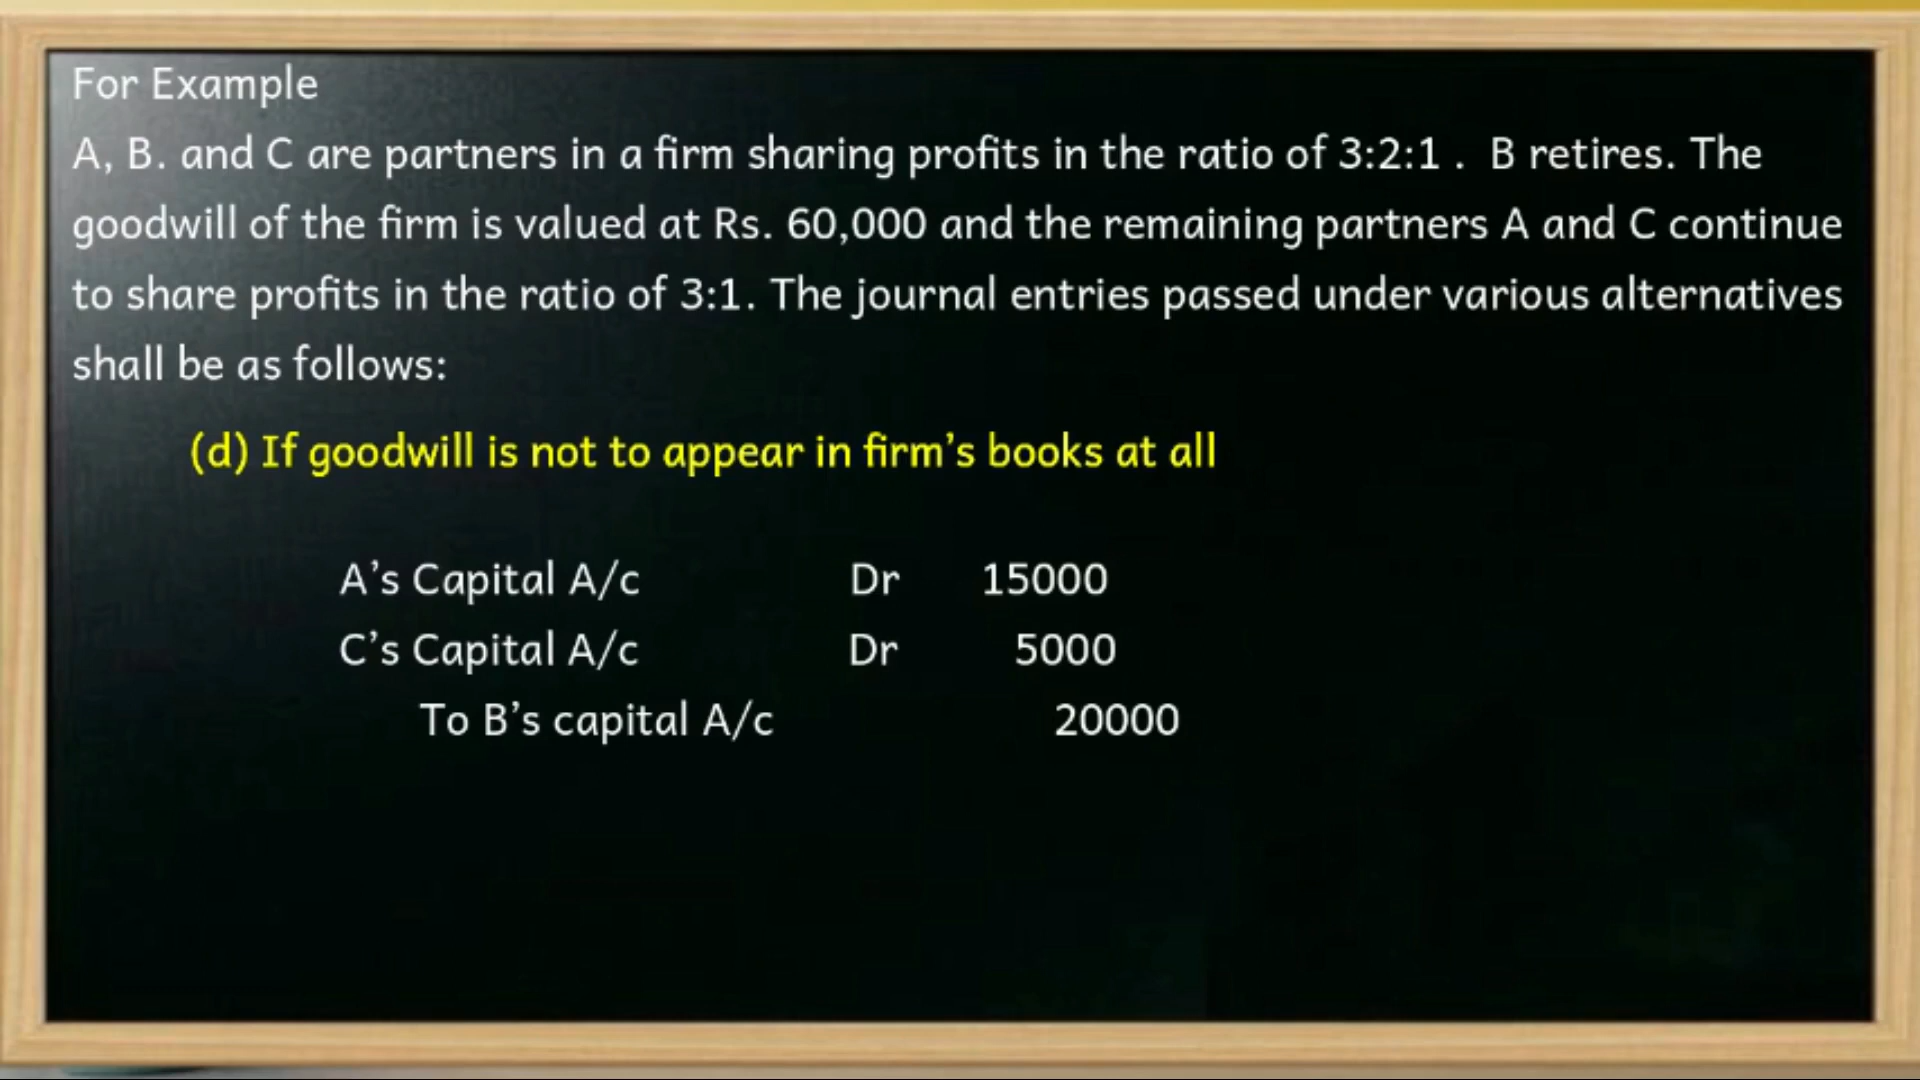 For Example
A, B. and C are partners in a firm sharing profits in the ratio of 3:2:1 . B retires. The
goodwill of the firm is valued at Rs. 60,000 and the remaining partners A and C continue
to share profits in the ratio of 3:1. The journal entries passed under various alternatives
shall be as follows:
(d) If goodwill is not to appear in firm’s books at all
A’s Capital A/c Dr 15000
C’s Capital A/c Dr 5000
To B’s capital A/c 20000